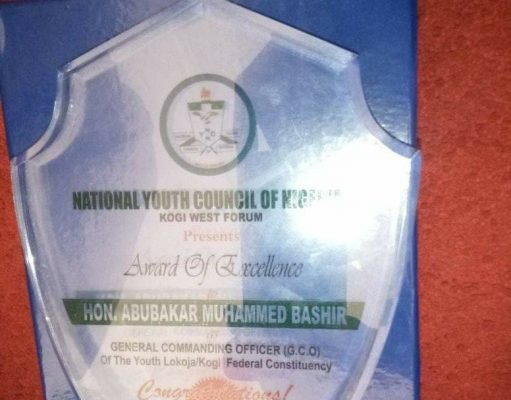 NATIONAL YOUTH COUNCIL OF
KOGI WEST FORUM
Presents
Award Of Excellence
HON. ABUBAKAR MUHAMMED BASHIR
GENERAL COMMANDING OFFICER (G.C.O)
Of The Youth Lokoja/Kogi Federal Constituency
Congratulations!